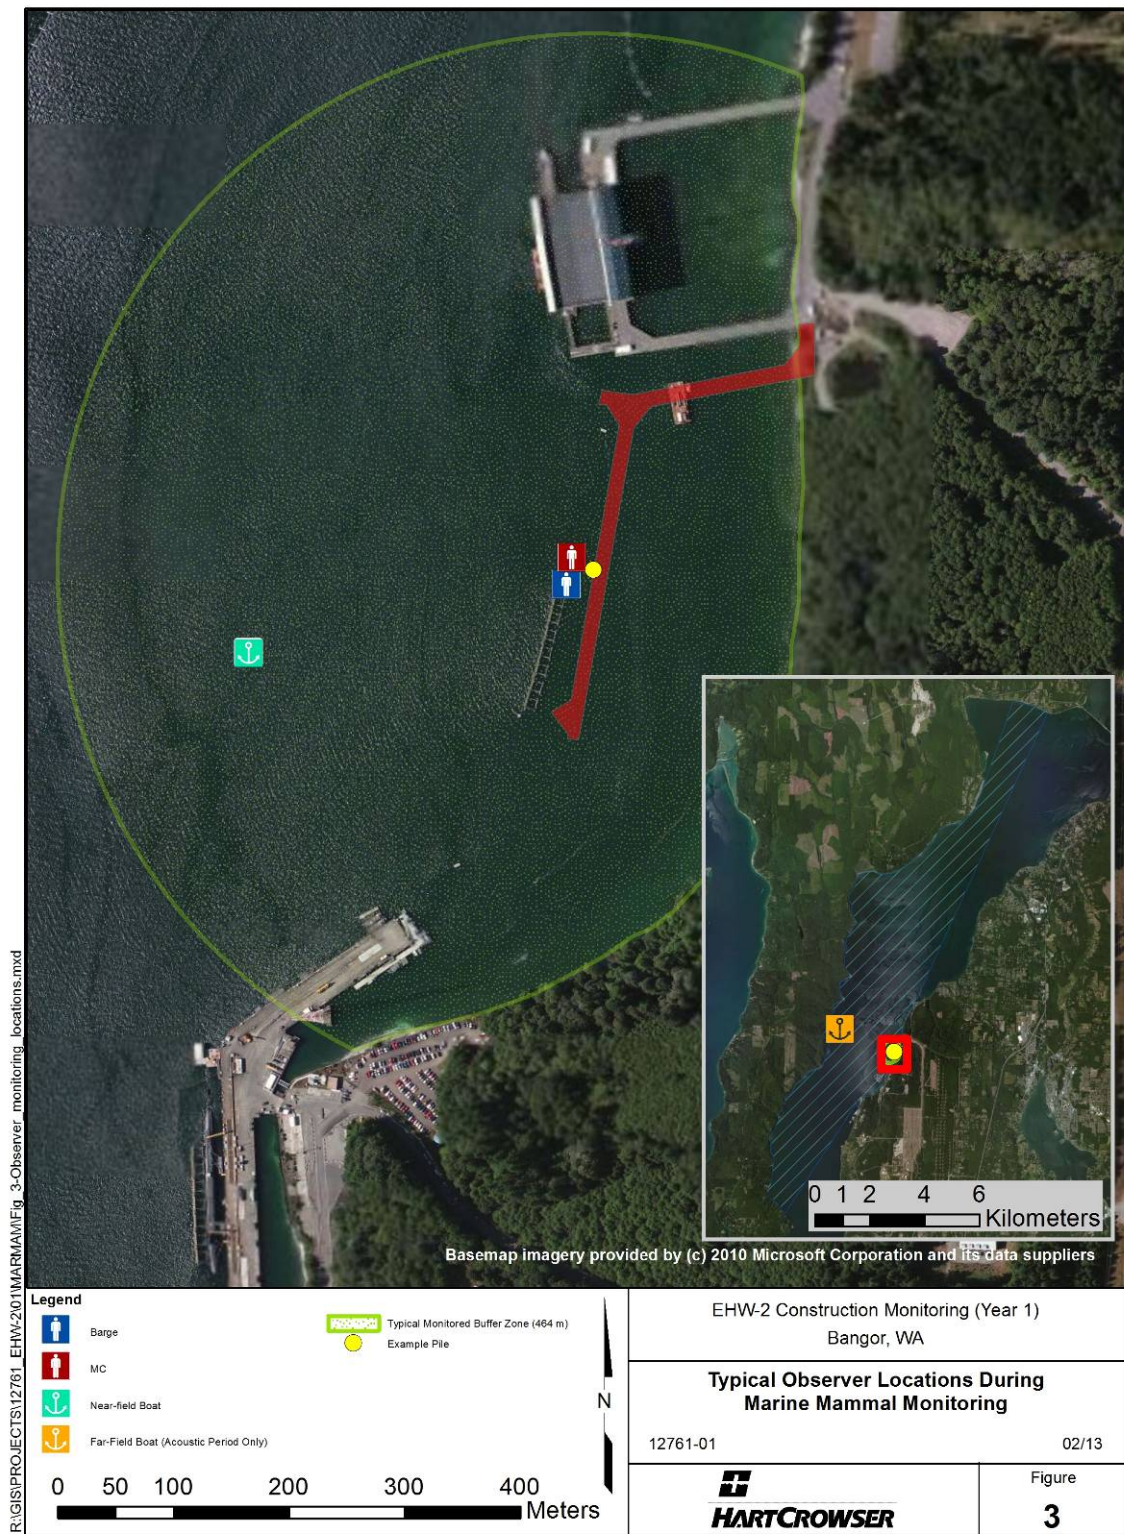 0 1 2 4 6
Kilometers
Basemap imagery provided by (c) 2010 Microsoft Corporation and its data suppliers
R:\GIS\PROJECTS\12761_EHW-2\01\MARMAM\Fig_3-Observer_monitoring_locations.mxd
Legend
Barge
MC
Near-field Boat
Far-Field Boat (Acoustic Period Only)
Typical Monitored Buffer Zone (464 m)
Example Pile
N
0 50 100 200 300 400
Meters
EHW-2 Construction Monitoring (Year 1)
Bangor, WA
Typical Observer Locations During
Marine Mammal Monitoring
12761-01 02/13
HARTCROWSER
Figure
3